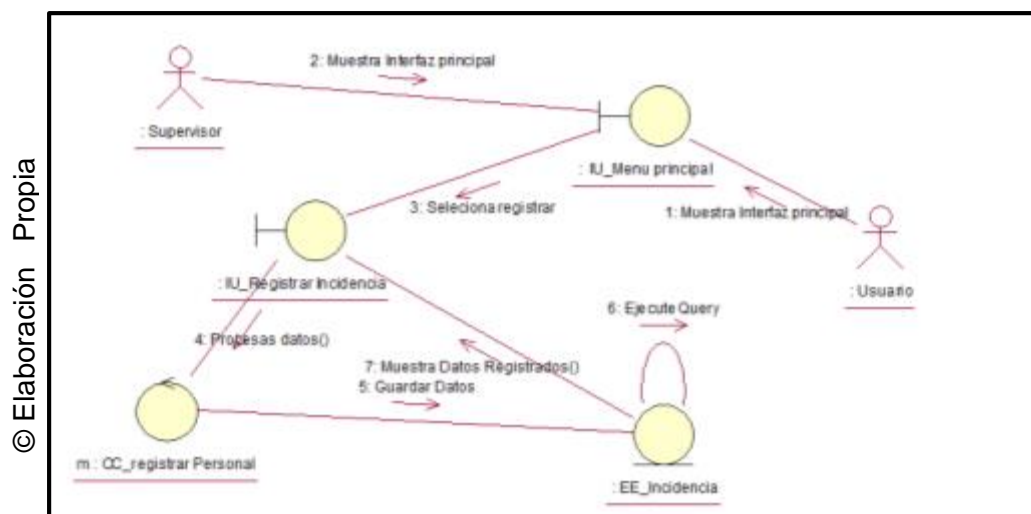 © Elaboración Propia
2: Muestra Interfaz principal
: Supervisor
: IU_Menu principal
3: Seleciona registrar
1: Muestra Interfaz principal
: IU_Registrar Incidencia
: Usuario
6: Ejecute Query
4: Procesas datos()
7: Muestra Datos Registrados()
5: Guardar Datos
m : CC_registrar Personal
: EE_Incidencia